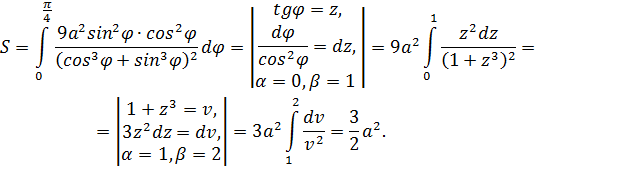 S = ∫₀^{π/4} 9a²sin²φ·cos²φ / (cos³φ + sin³φ)² dφ = | tgφ = z, dφ/cos²φ = dz, α = 0, β = 1 | = 9a² ∫₀¹ z²dz / (1 + z³)² =
= | 1 + z³ = v, 3z²dz = dv, α = 1, β = 2 | = 3a² ∫₁² dv/v² = 3/2 a².